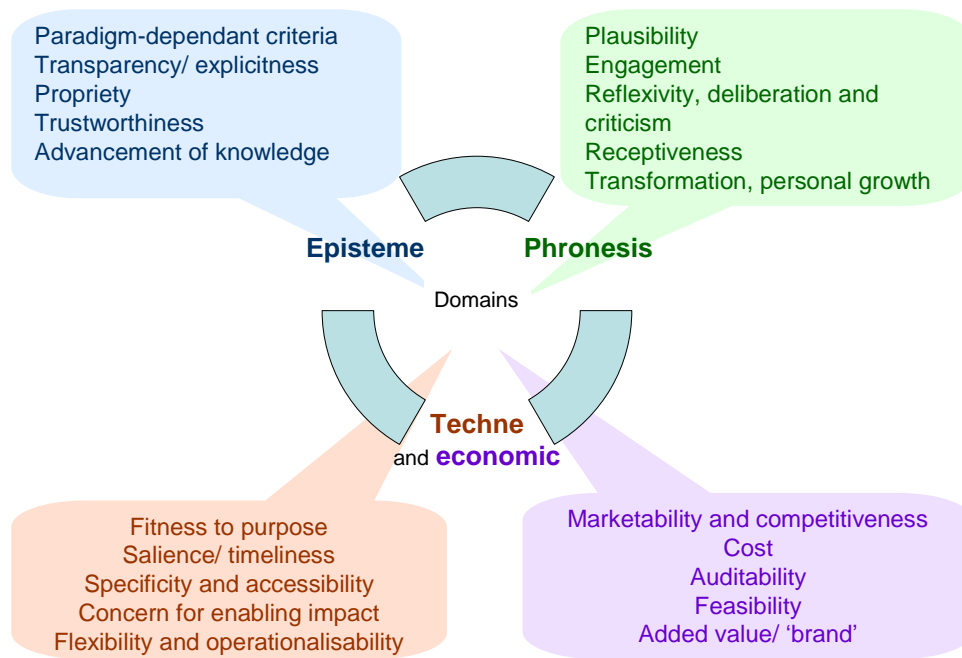 Paradigm-dependant criteria
Transparency/ explicitness
Propriety
Trustworthiness
Advancement of knowledge
Plausibility
Engagement
Reflexivity, deliberation and
criticism
Receptiveness
Transformation, personal growth
Episteme
Phronesis
Domains
Techne
and economic
Fitness to purpose
Salience/ timeliness
Specificity and accessibility
Concern for enabling impact
Flexibility and operationalisability
Marketability and competitiveness
Cost
Auditability
Feasibility
Added value/ ‘brand’